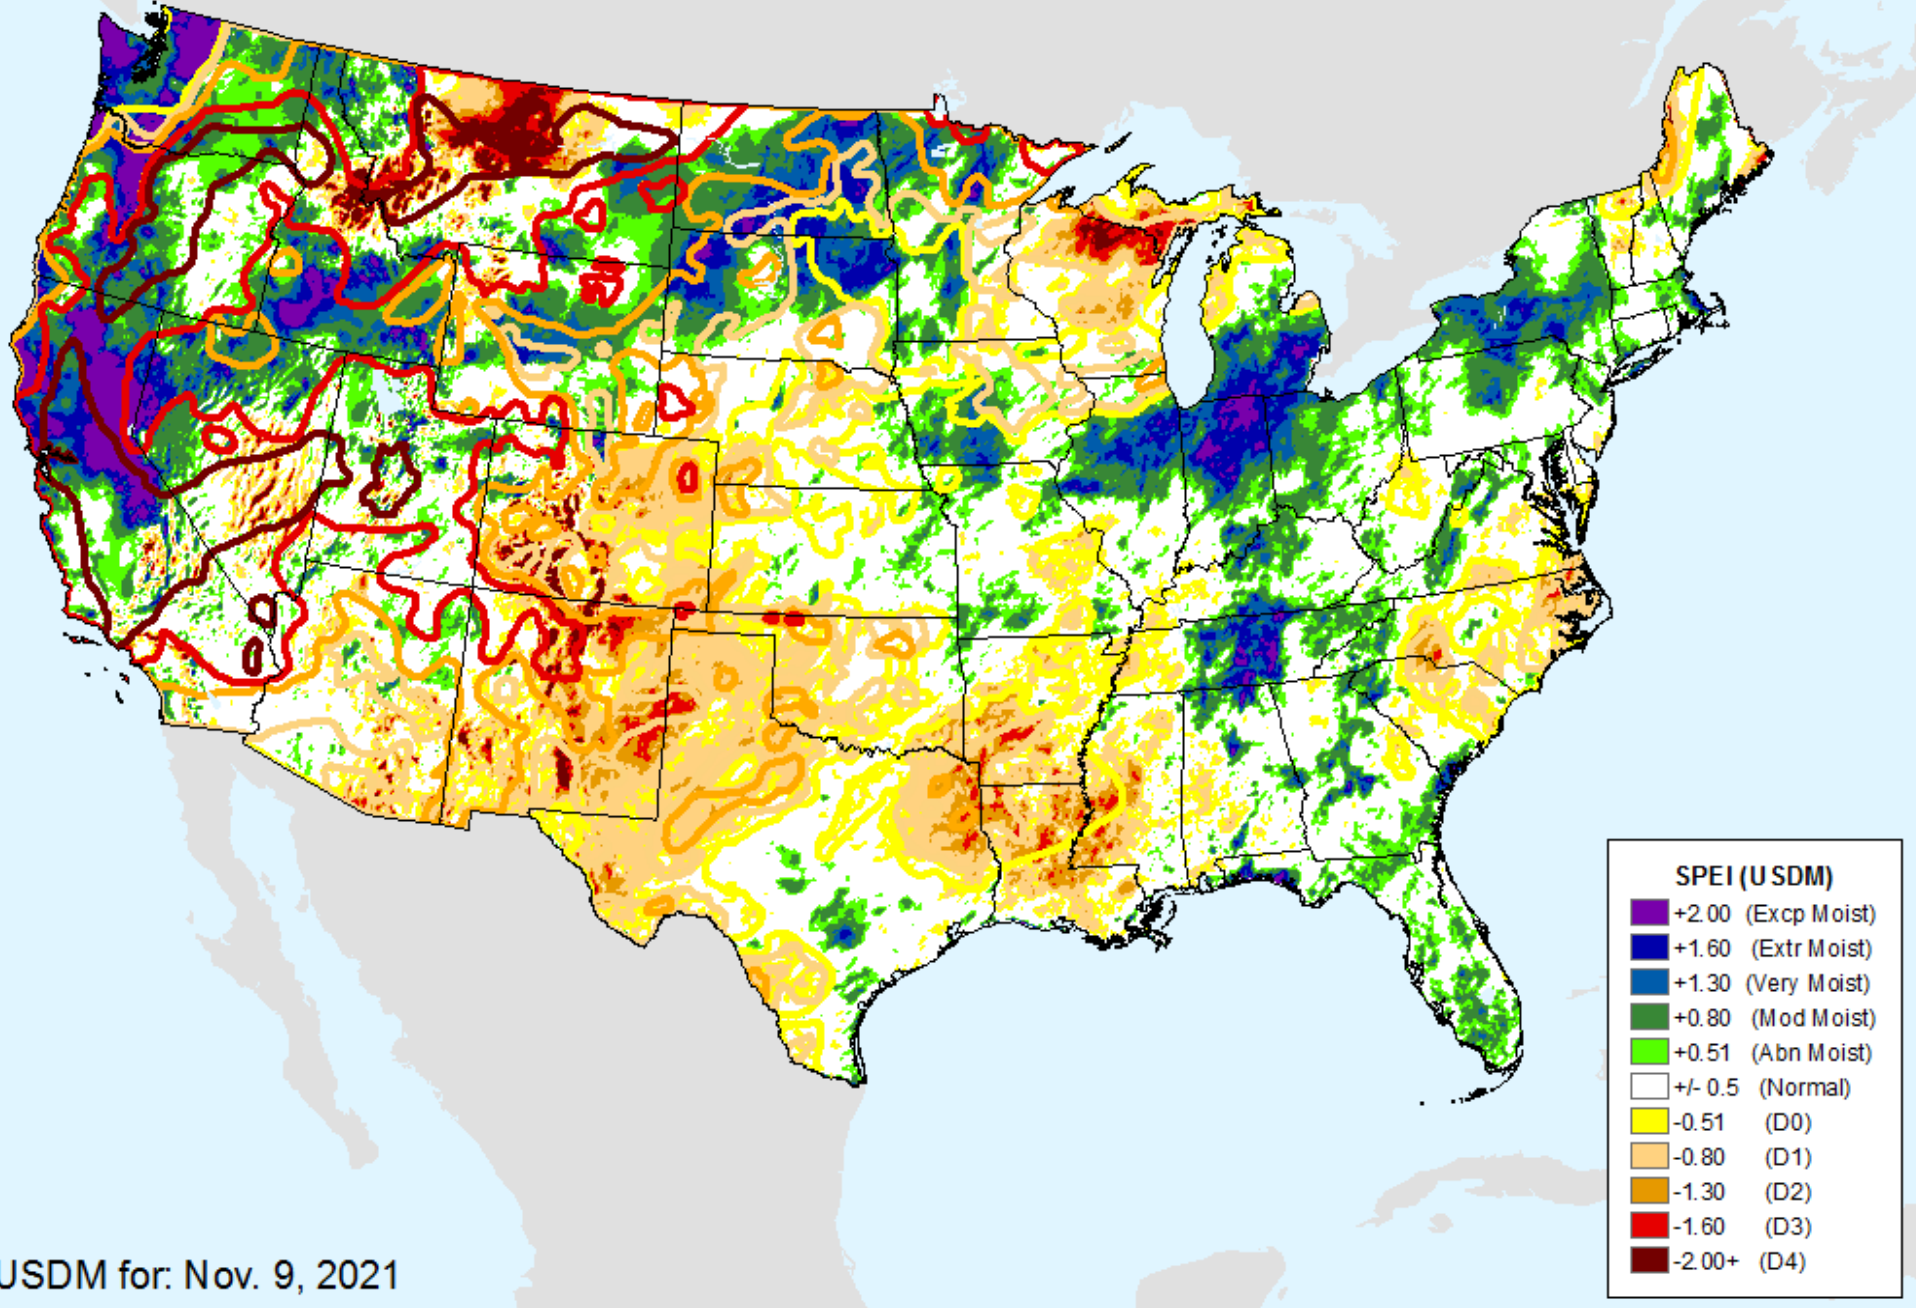 SPEI (USDM)
+2.00 (Excp Moist)
+1.60 (Extr Moist)
+1.30 (Very Moist)
+0.80 (Mod Moist)
+0.51 (Abn Moist)
+/- 0.5 (Normal)
-0.51 (D0)
-0.80 (D1)
-1.30 (D2)
-1.60 (D3)
-2.00+ (D4)
USDM for: Nov. 9, 2021